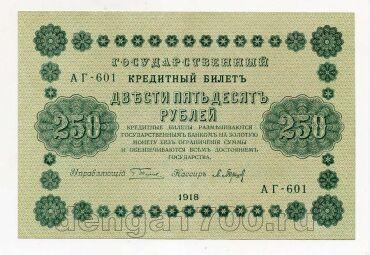 ГОСУДАРСТВЕННЫЙ
АГ-601 КРЕДИТНЫЙ БИЛЕТЪ
ДВѢСТИ ПЯТЬДЕСЯТЪ
РУБЛЕЙ
250 250
КРЕДИТНЫЕ БИЛЕТЫ РАЗМѢНИВАЮТСЯ
ГОСУДАРСТВЕННЫМЪ БАНКОМЪ НА ЗОЛОТУЮ
МОНЕТУ БЕЗЪ ОГРАНИЧЕНІЯ СУММЫ
И ОБЕЗПЕЧИВАЮТСЯ ВСѢМЪ ДОСТОЯНІЕМЪ
ГОСУДАРСТВА.
Управляющій Кассиръ
АГ-601
1918
denga1700.ru